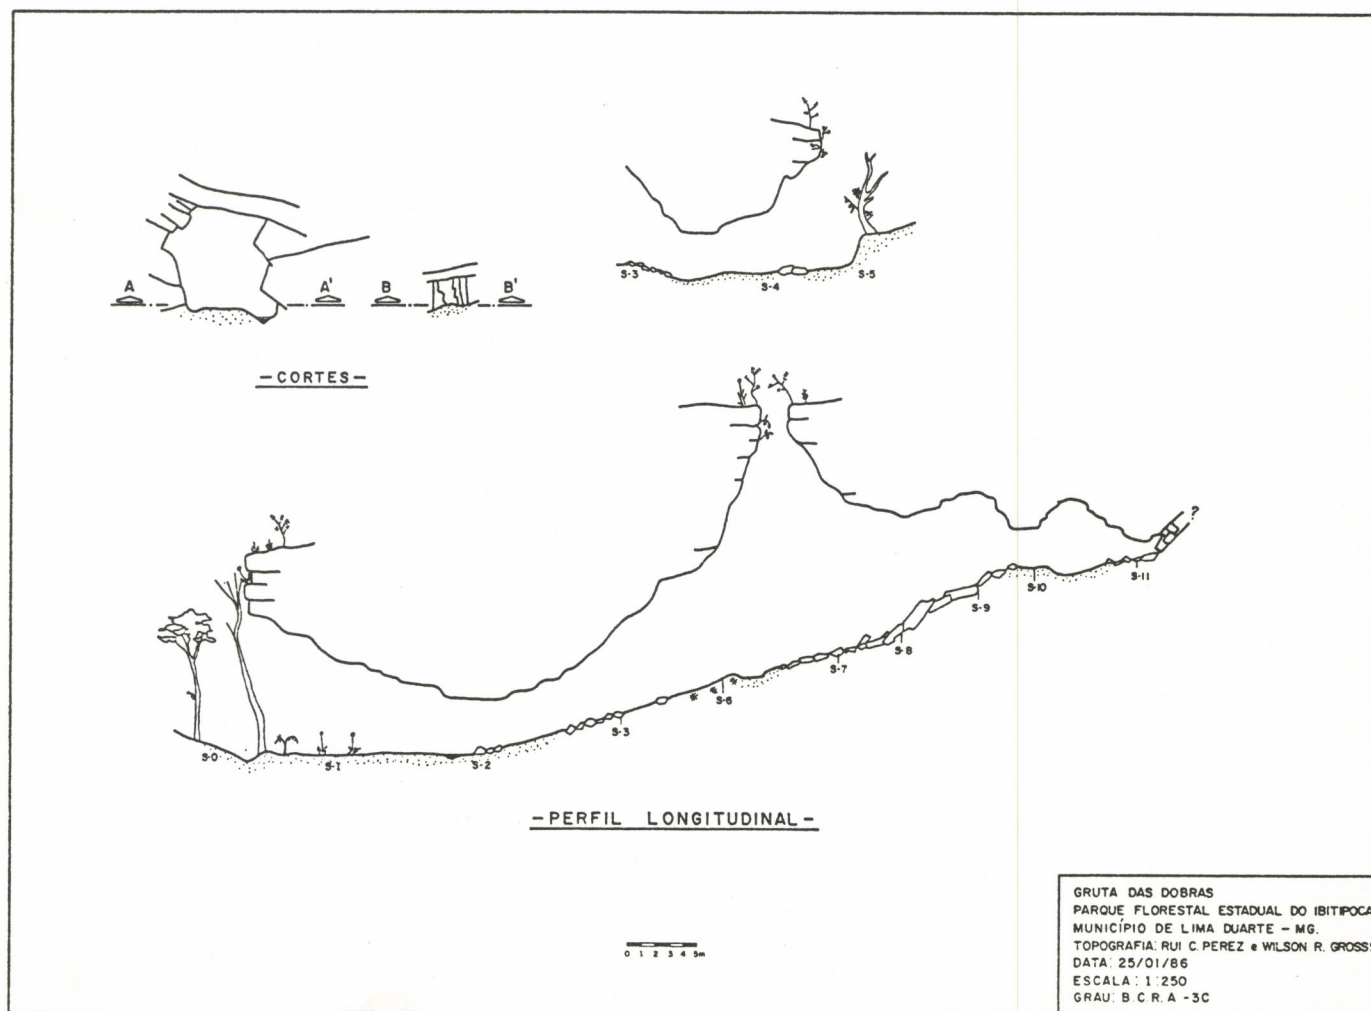 S-3
S-4
S-5
A A' B B'
-CORTES-
?
S-11
S-10
S-9
S-8
S-7
S-6
S-3
S-0 S-1 S-2
-PERFIL LONGITUDINAL-
0 1 2 3 4 5m
GRUTA DAS DOBRAS
PARQUE FLORESTAL ESTADUAL DO IBITIPOCA
MUNICÍPIO DE LIMA DUARTE - MG.
TOPOGRAFIA: RUI C. PEREZ e WILSON R. GROSS
DATA: 25/01/86
ESCALA: 1:250
GRAU: B.C.R.A -3C